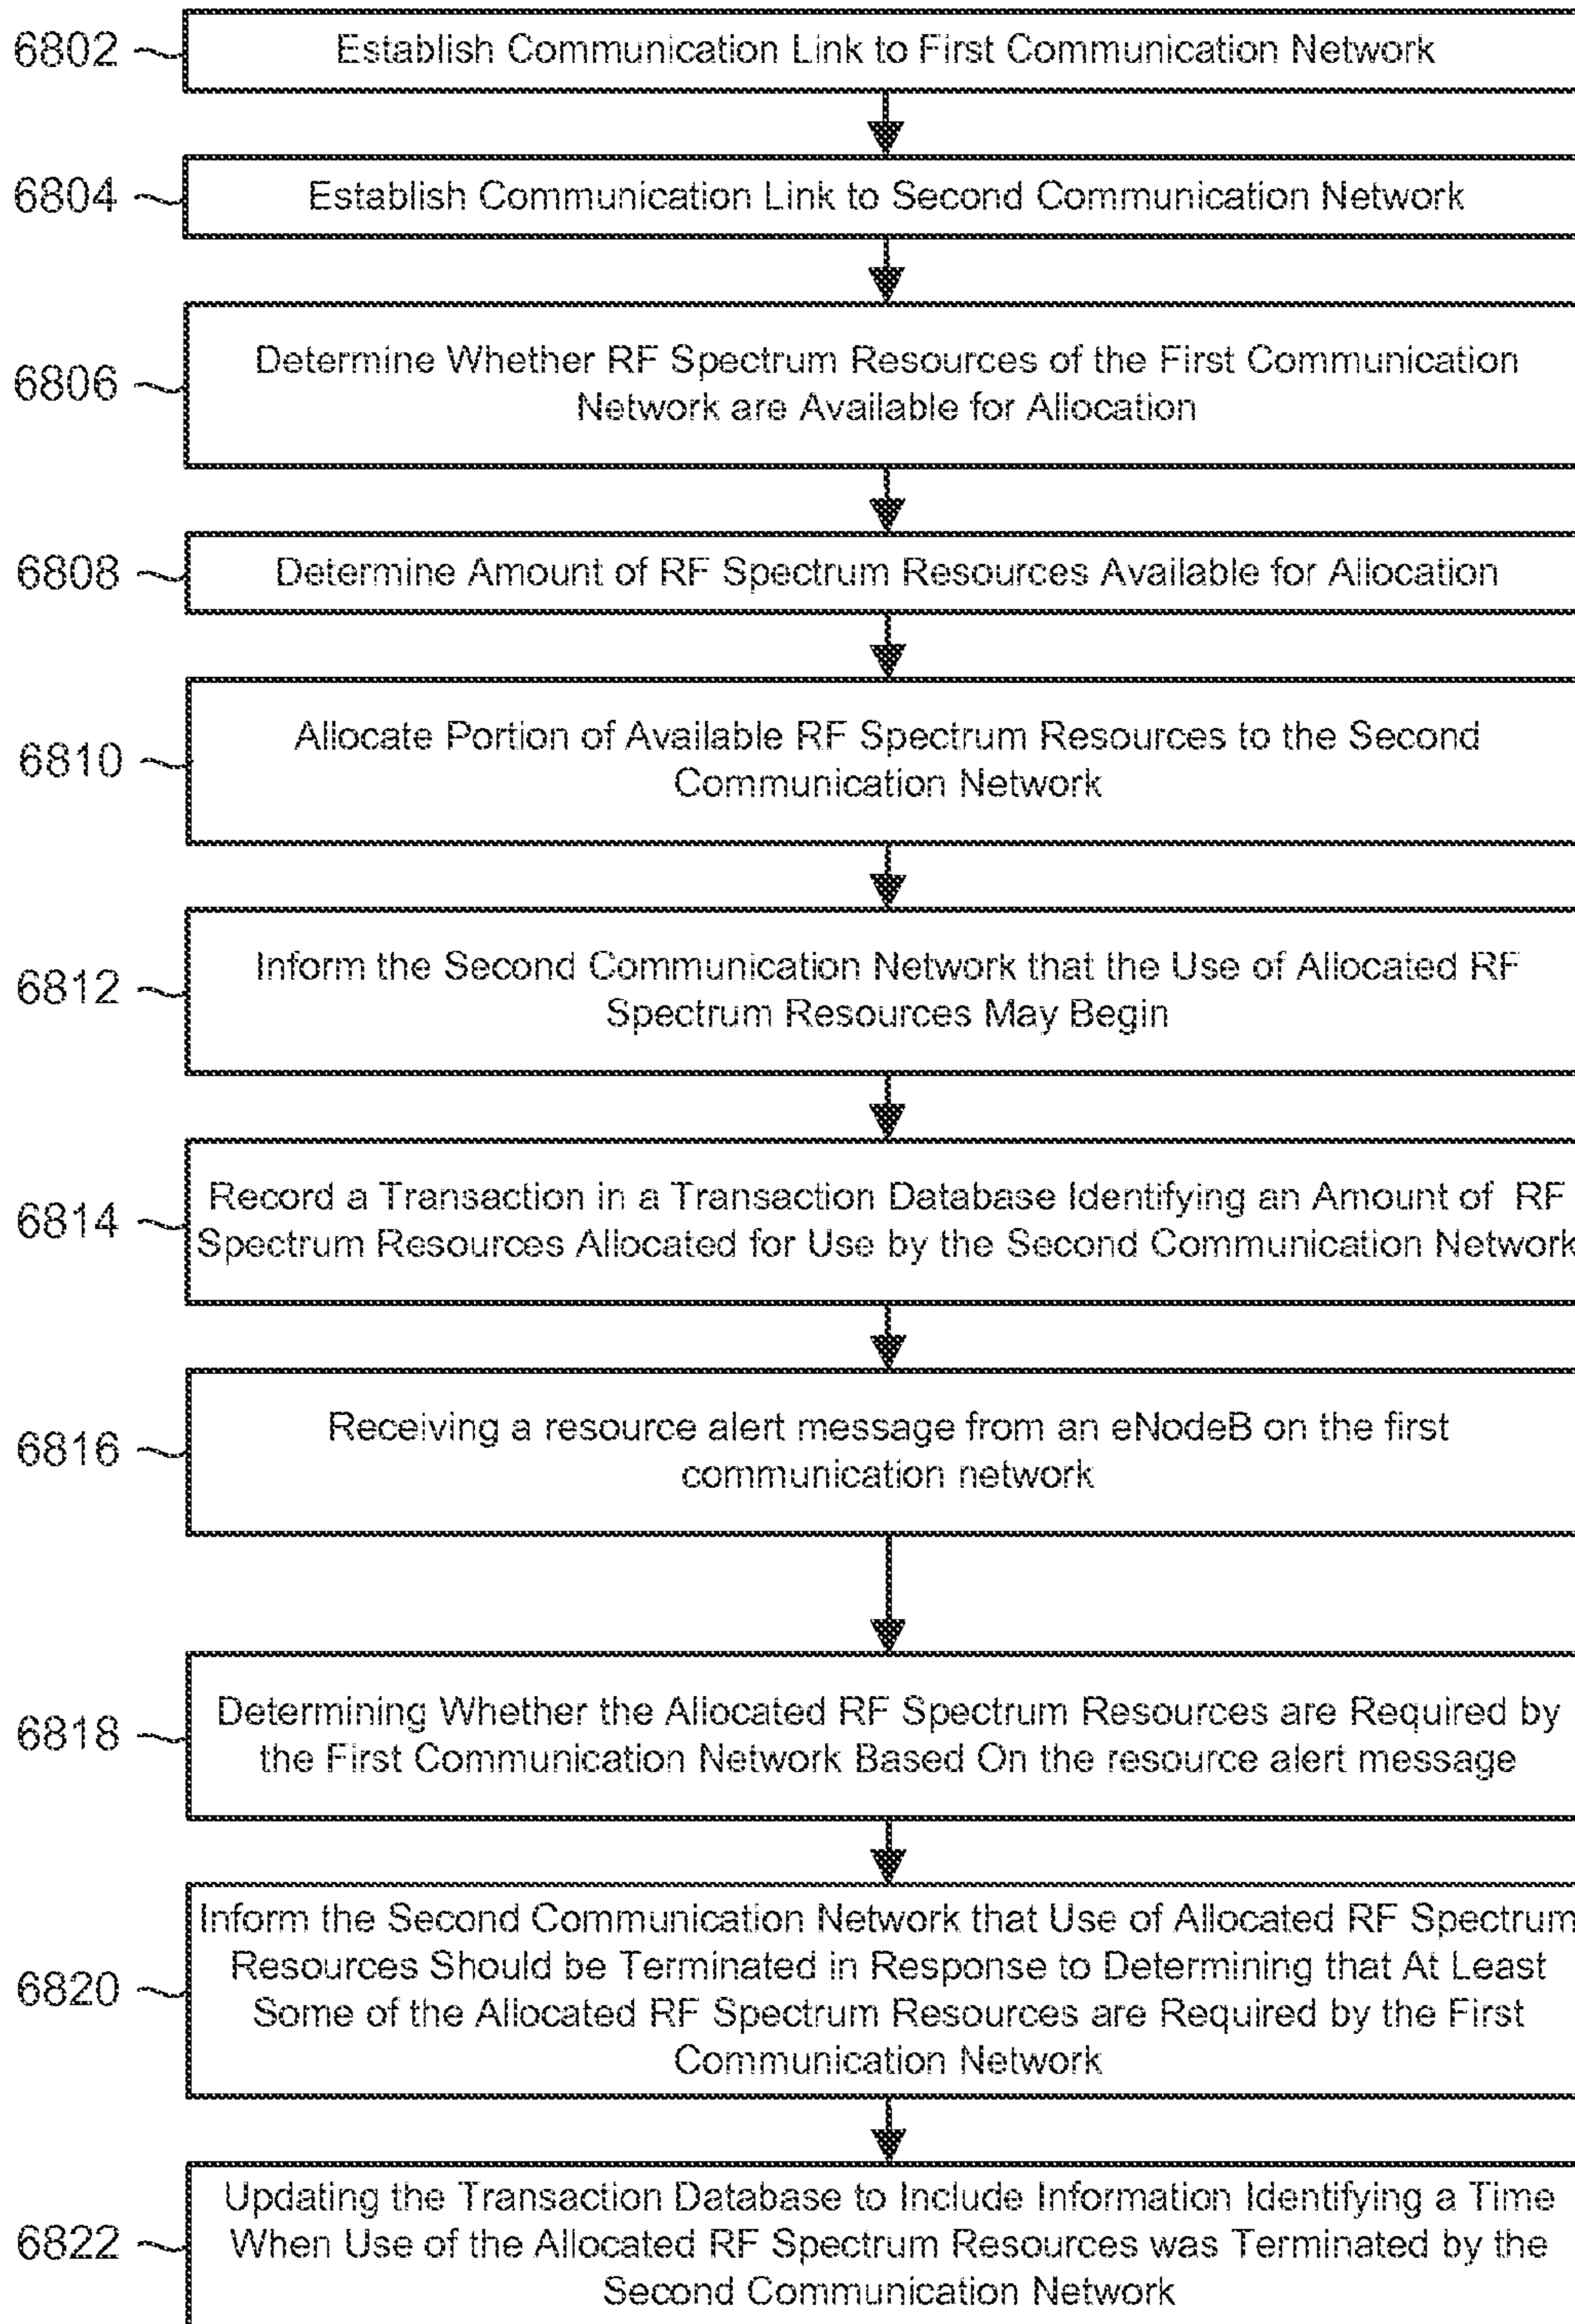 6802 Establish Communication Link to First Communication Network
6804 Establish Communication Link to Second Communication Network
6806 Determine Whether RF Spectrum Resources of the First Communication
Network are Available for Allocation
6808 Determine Amount of RF Spectrum Resources Available for Allocation
6810 Allocate Portion of Available RF Spectrum Resources to the Second
Communication Network
6812 Inform the Second Communication Network that the Use of Allocated RF
Spectrum Resources May Begin
6814 Record a Transaction in a Transaction Database Identifying an Amount of RF
Spectrum Resources Allocated for Use by the Second Communication Network
6816 Receiving a resource alert message from an eNodeB on the first
communication network
6818 Determining Whether the Allocated RF Spectrum Resources are Required by
the First Communication Network Based On the resource alert message
6820 Inform the Second Communication Network that Use of Allocated RF Spectrum
Resources Should be Terminated in Response to Determining that At Least
Some of the Allocated RF Spectrum Resources are Required by the First
Communication Network
6822 Updating the Transaction Database to Include Information Identifying a Time
When Use of the Allocated RF Spectrum Resources was Terminated by the
Second Communication Network